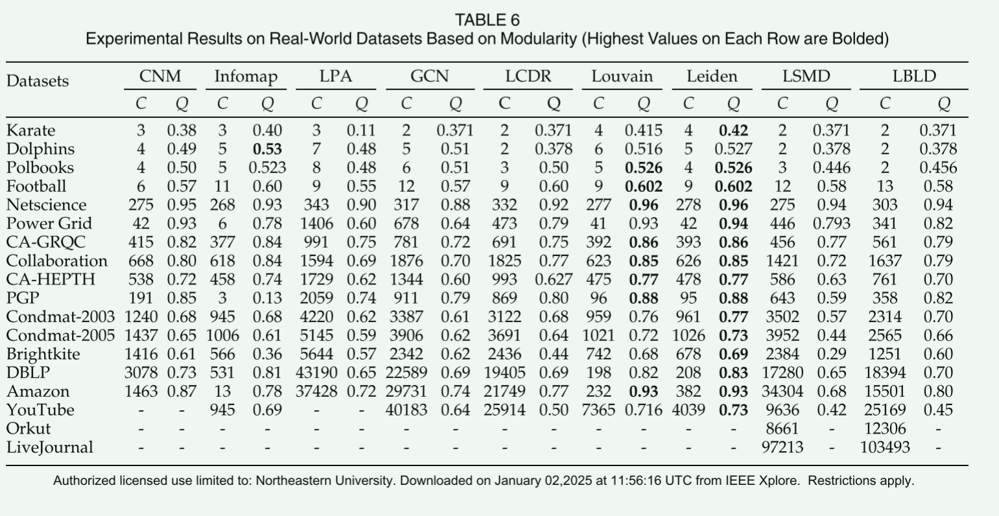 TABLE 6
Experimental Results on Real-World Datasets Based on Modularity (Highest Values on Each Row are Bolded)
Datasets CNM Infomap LPA GCN LCDR Louvain Leiden LSMD LBLD
C Q C Q C Q C Q C Q C Q C Q C Q C Q
Karate 3 0.38 3 0.40 3 0.11 2 0.371 2 0.371 4 0.415 4 0.42 2 0.371 2 0.371
Dolphins 4 0.49 5 0.53 7 0.48 5 0.51 2 0.378 6 0.516 5 0.527 2 0.378 2 0.378
Polbooks 4 0.50 5 0.523 8 0.48 6 0.51 3 0.50 5 0.526 4 0.526 3 0.446 2 0.456
Football 6 0.57 11 0.60 9 0.55 12 0.57 9 0.60 9 0.602 9 0.602 12 0.58 13 0.58
Netscience 275 0.95 268 0.93 343 0.90 317 0.88 332 0.92 277 0.96 278 0.96 275 0.94 303 0.94
Power Grid 42 0.93 6 0.78 1406 0.60 678 0.64 473 0.79 41 0.93 42 0.94 446 0.793 341 0.82
CA-GRQC 415 0.82 377 0.84 991 0.75 781 0.72 691 0.75 392 0.86 393 0.86 456 0.77 561 0.79
Collaboration 668 0.80 618 0.84 1594 0.69 1876 0.70 1825 0.77 623 0.85 626 0.85 1421 0.72 1637 0.79
CA-HEPTH 538 0.72 458 0.74 1729 0.62 1344 0.60 993 0.627 475 0.77 478 0.77 586 0.63 761 0.70
PGP 191 0.85 3 0.13 2059 0.74 911 0.79 869 0.80 96 0.88 95 0.88 643 0.59 358 0.82
Condmat-2003 1240 0.68 945 0.68 4220 0.62 3387 0.61 3122 0.68 959 0.76 961 0.77 3502 0.57 2314 0.70
Condmat-2005 1437 0.65 1006 0.61 5145 0.59 3906 0.62 3691 0.64 1021 0.72 1026 0.73 3952 0.44 2565 0.66
Brightkite 1416 0.61 566 0.36 5644 0.57 2342 0.62 2436 0.44 742 0.68 678 0.69 2384 0.29 1251 0.60
DBLP 3078 0.73 531 0.81 43190 0.65 22589 0.69 19405 0.69 198 0.82 208 0.83 17280 0.65 18394 0.70
Amazon 1463 0.87 13 0.78 37428 0.72 29731 0.74 21749 0.77 232 0.93 382 0.93 34304 0.68 15501 0.80
YouTube - - 945 0.69 - - 40183 0.64 25914 0.50 7365 0.716 4039 0.73 9636 0.42 25169 0.45
Orkut - - - - - - - - - - - - - - 8661 - 12306 -
LiveJournal - - - - - - - - - - - - - - 97213 - 103493 -
Authorized licensed use limited to: Northeastern University. Downloaded on January 02,2025 at 11:56:16 UTC from IEEE Xplore. Restrictions apply.